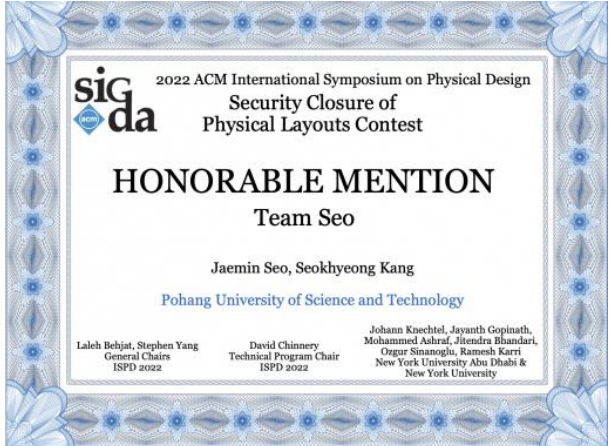 sigda
acm
2022 ACM International Symposium on Physical Design
Security Closure of
Physical Layouts Contest
HONORABLE MENTION
Team Seo
Jaemin Seo, Seokhyeong Kang
Pohang University of Science and Technology
Laleh Behjat, Stephen Yang
General Chairs
ISPD 2022
David Chinnery
Technical Program Chair
ISPD 2022
Johann Knechtel, Jayanth Gopinath,
Mohammed Ashraf, Jitendra Bhandari,
Ozgur Sinanoglu, Ramesh Karri
New York University Abu Dhabi &
New York University